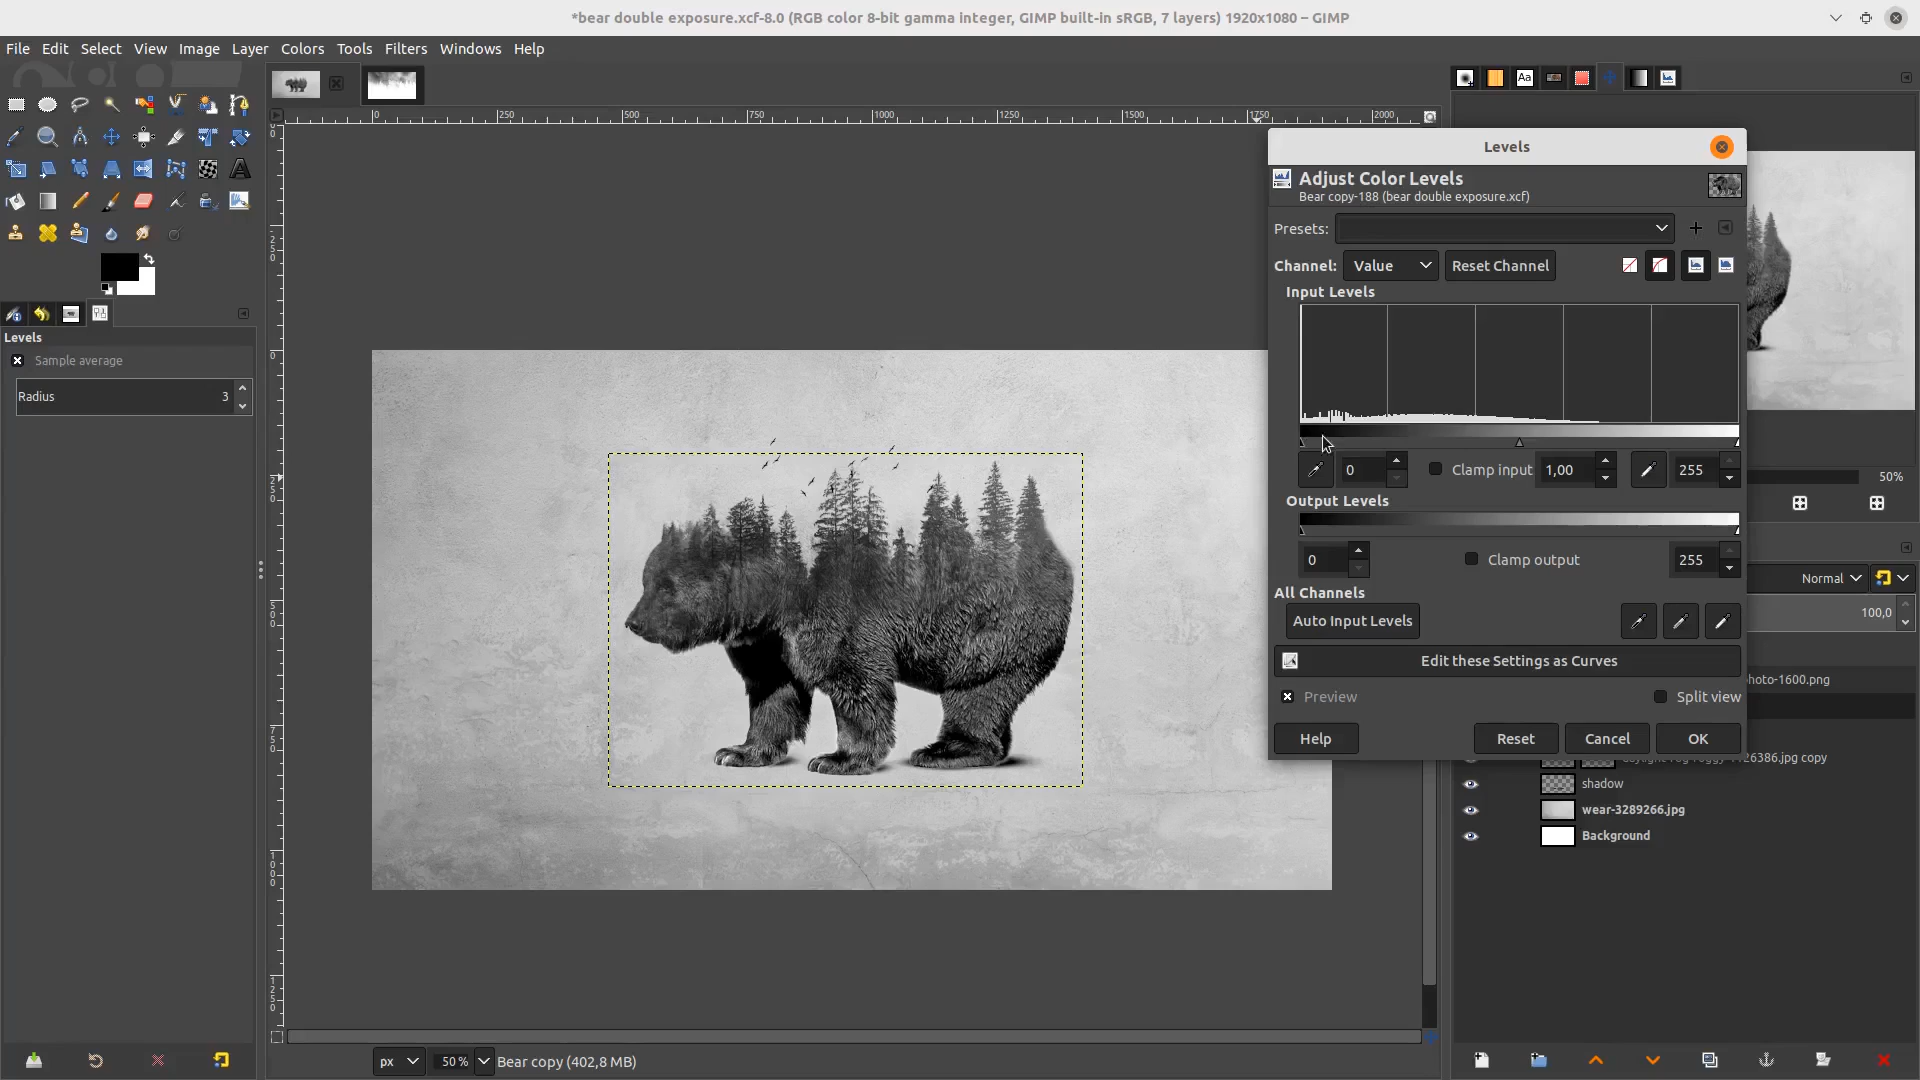 *bear double exposure.xcf-8.0 (RGB color 8-bit gamma integer, GIMP built-in sRGB, 7 layers) 1920x1080 – GIMP
File Edit Select View Image Layer Colors Tools Filters Windows Help
Aa
0 250 500 750 1000 1250 1500 1750 2000
Levels
Adjust Color Levels
Bear copy-188 (bear double exposure.xcf)
Presets:
Channel: Value Reset Channel
Input Levels
Levels
Sample average
Radius 3
0 Clamp input 1,00 255
50%
Output Levels
0 Clamp output 255
Normal
All Channels
Auto Input Levels
100,0
Edit these Settings as Curves
hoto-1600.png
Preview Split view
Help Reset Cancel OK
26386.jpg copy
shadow
wear-3289266.jpg
Background
px 50 % Bear copy (402,8 MB)